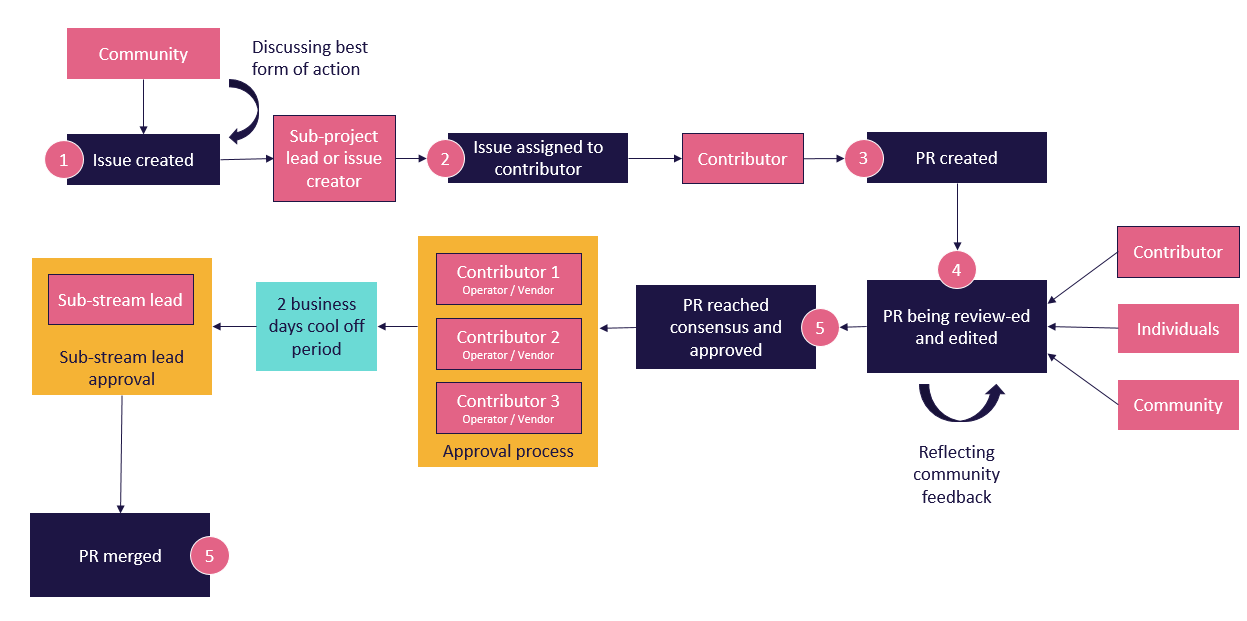 Community
Discussing best
form of action
1
Issue created
Sub-project
lead or issue
creator
2
Issue assigned to
contributor
Contributor
3
PR created
4
PR being review-ed
and edited
Contributor
Individuals
Community
Reflecting
community
feedback
5
PR reached
consensus and
approved
Contributor 1
Operator / Vendor
Contributor 2
Operator / Vendor
Contributor 3
Operator / Vendor
Approval process
2 business
days cool off
period
Sub-stream lead
Sub-stream lead
approval
PR merged
5